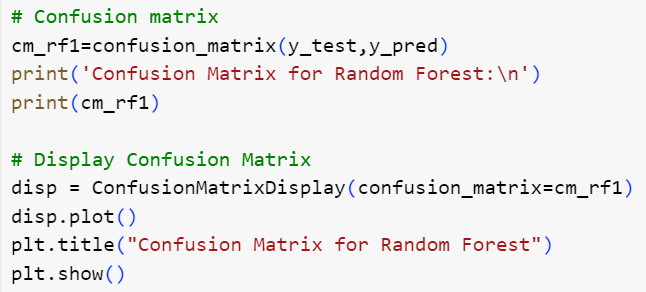 # Confusion matrix
cm_rf1=confusion_matrix(y_test,y_pred)
print('Confusion Matrix for Random Forest:\n')
print(cm_rf1)

# Display Confusion Matrix
disp = ConfusionMatrixDisplay(confusion_matrix=cm_rf1)
disp.plot()
plt.title("Confusion Matrix for Random Forest")
plt.show()